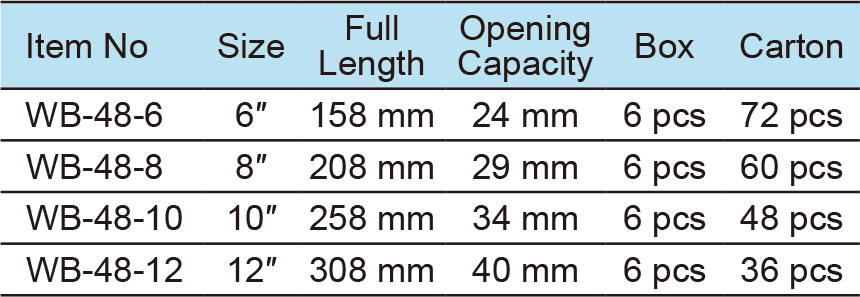 Item No Size Full Length Opening Capacity Box Carton
WB-48-6 6″ 158 mm 24 mm 6 pcs 72 pcs
WB-48-8 8″ 208 mm 29 mm 6 pcs 60 pcs
WB-48-10 10″ 258 mm 34 mm 6 pcs 48 pcs
WB-48-12 12″ 308 mm 40 mm 6 pcs 36 pcs